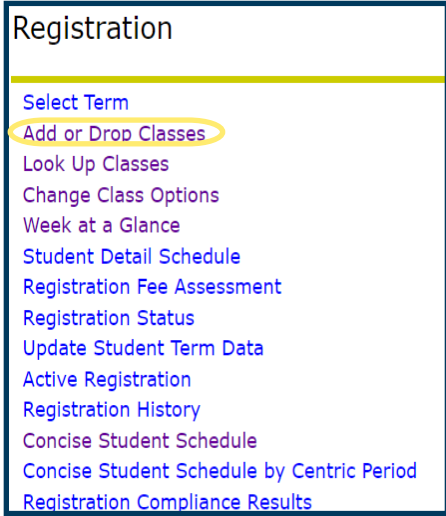 Registration
Select Term
Add or Drop Classes
Look Up Classes
Change Class Options
Week at a Glance
Student Detail Schedule
Registration Fee Assessment
Registration Status
Update Student Term Data
Active Registration
Registration History
Concise Student Schedule
Concise Student Schedule by Centric Period
Registration Compliance Results